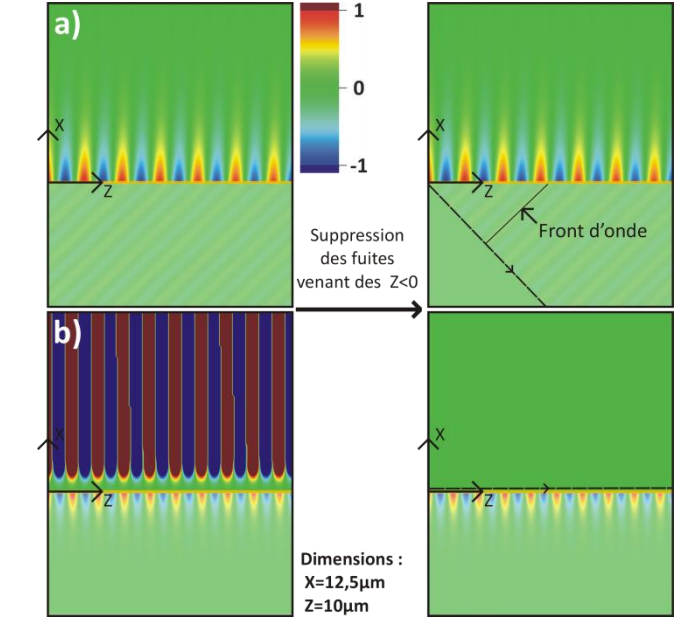 a)
1
0
-1
X
Z
Suppression
des fuites
venant des Z<0
X
Z
Front d'onde
b)
X
Z
X
Z
Dimensions :
X=12,5µm
Z=10µm